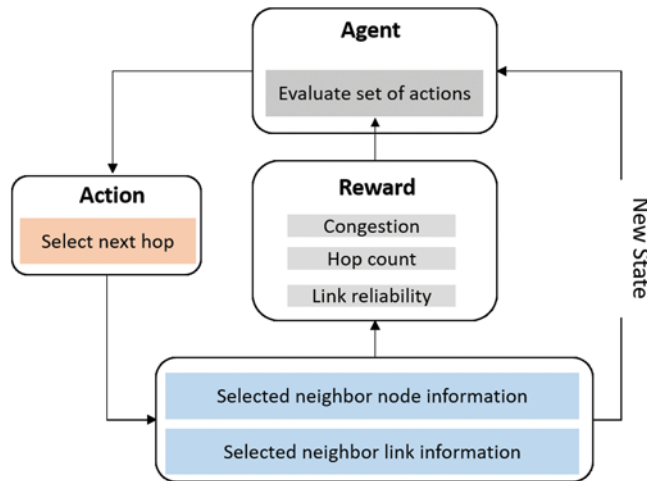 Agent
Evaluate set of actions
Action
Select next hop
Reward
Congestion
Hop count
Link reliability
New State
Selected neighbor node information
Selected neighbor link information